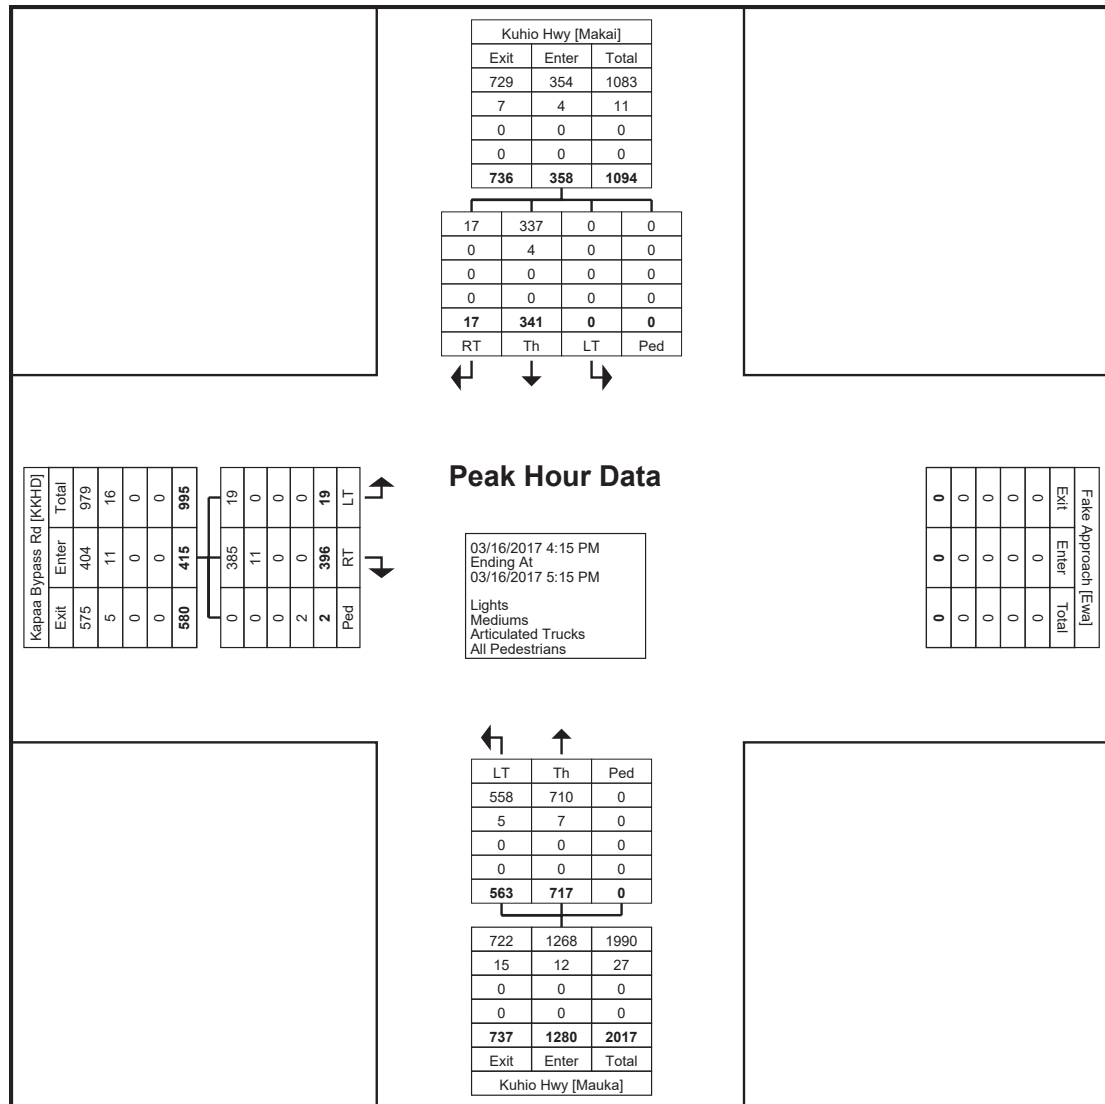 Kuhio Hwy [Makai]
Exit Enter Total
729 354 1083
7 4 11
0 0 0
0 0 0
736 358 1094
17 337 0 0
0 4 0 0
0 0 0 0
0 0 0 0
17 341 0 0
RT Th LT Ped
Kapaa Bypass Rd [KKHD]
Exit Enter Total
575 404 979
5 11 16
0 0 0
0 0 0
580 415 995
0 385 19
0 11 0
0 0 0
2 0 0
2 396 19
Ped RT LT
Peak Hour Data
03/16/2017 4:15 PM
Ending At
03/16/2017 5:15 PM
Lights
Mediums
Articulated Trucks
All Pedestrians
Fake Approach [Ewa]
Exit Enter Total
0 0 0
0 0 0
0 0 0
0 0 0
0 0 0
LT Th Ped
558 710 0
5 7 0
0 0 0
0 0 0
563 717 0
722 1268 1990
15 12 27
0 0 0
0 0 0
737 1280 2017
Exit Enter Total
Kuhio Hwy [Mauka]